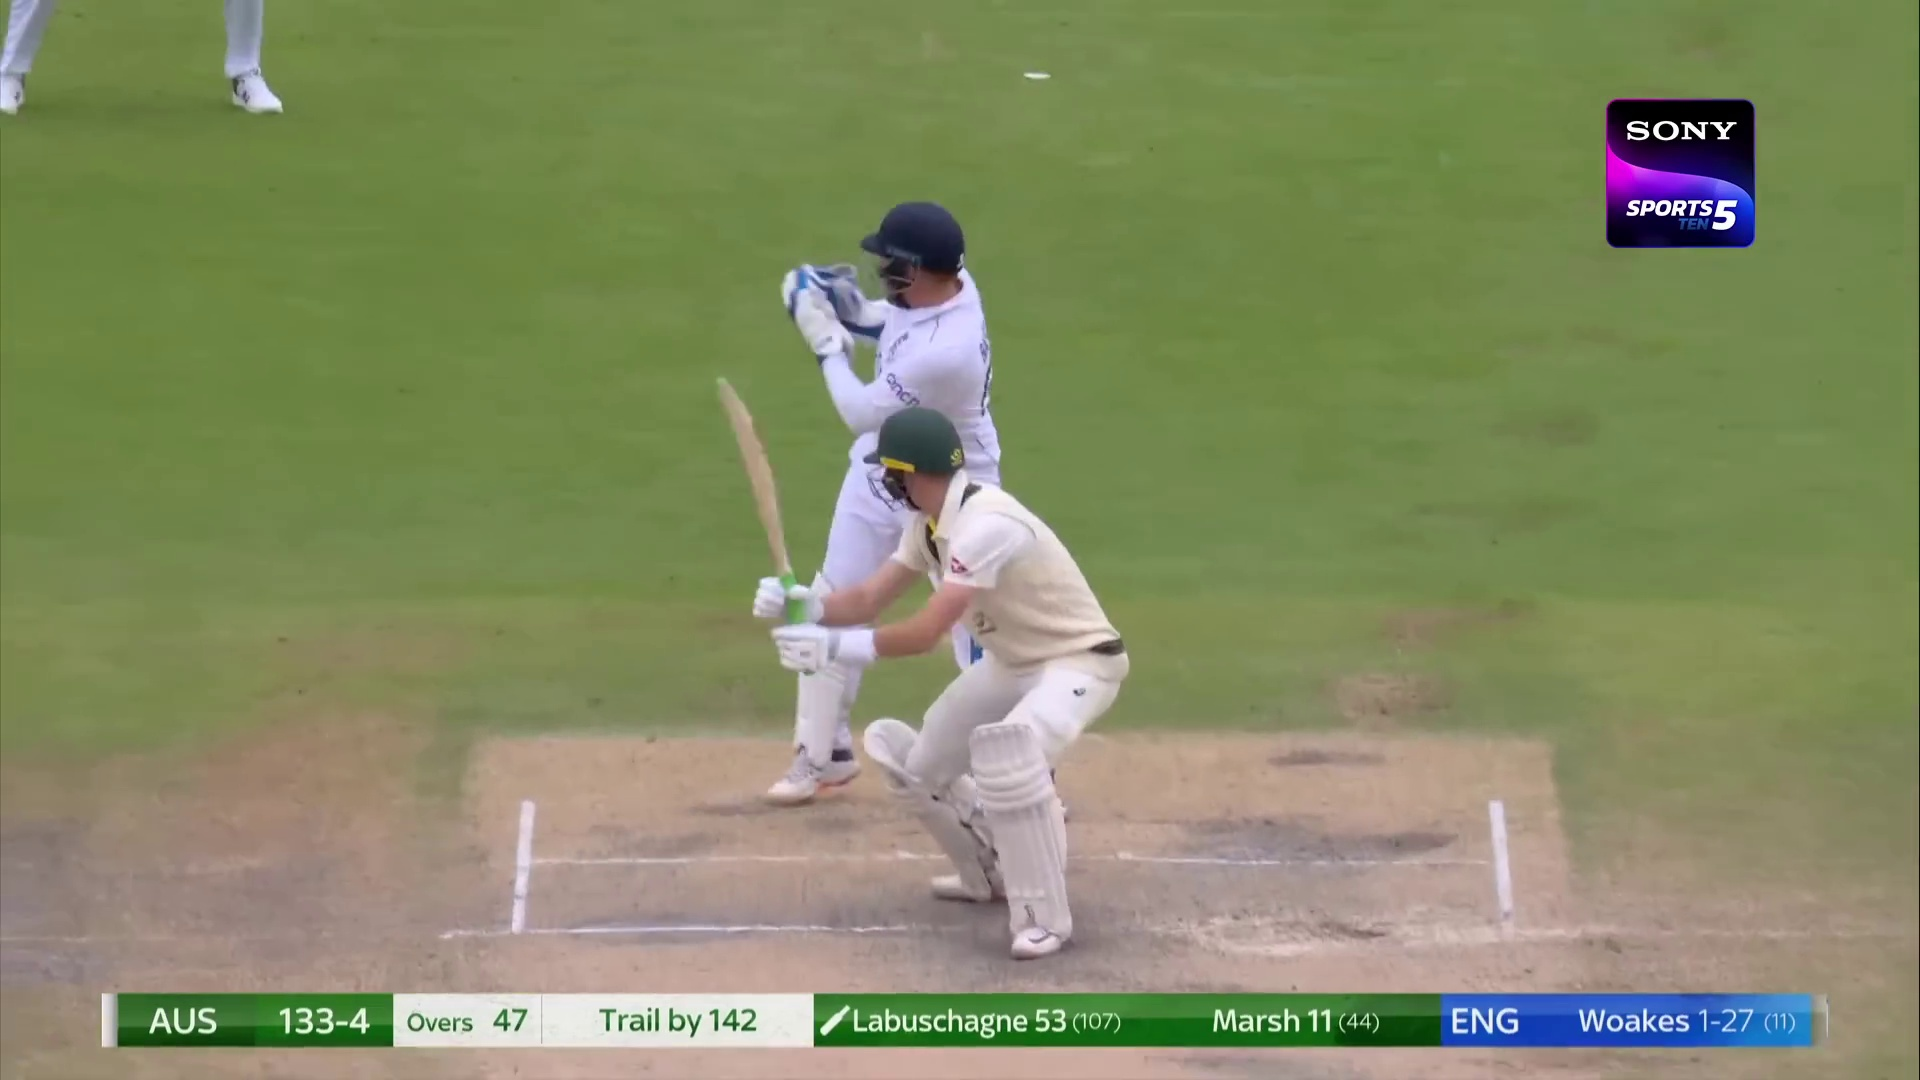 SONY
SPORTS
TEN 5
AUS 133-4 Overs 47 Trail by 142 Labuschagne 53 (107) Marsh 11 (44) ENG Woakes 1-27 (11)